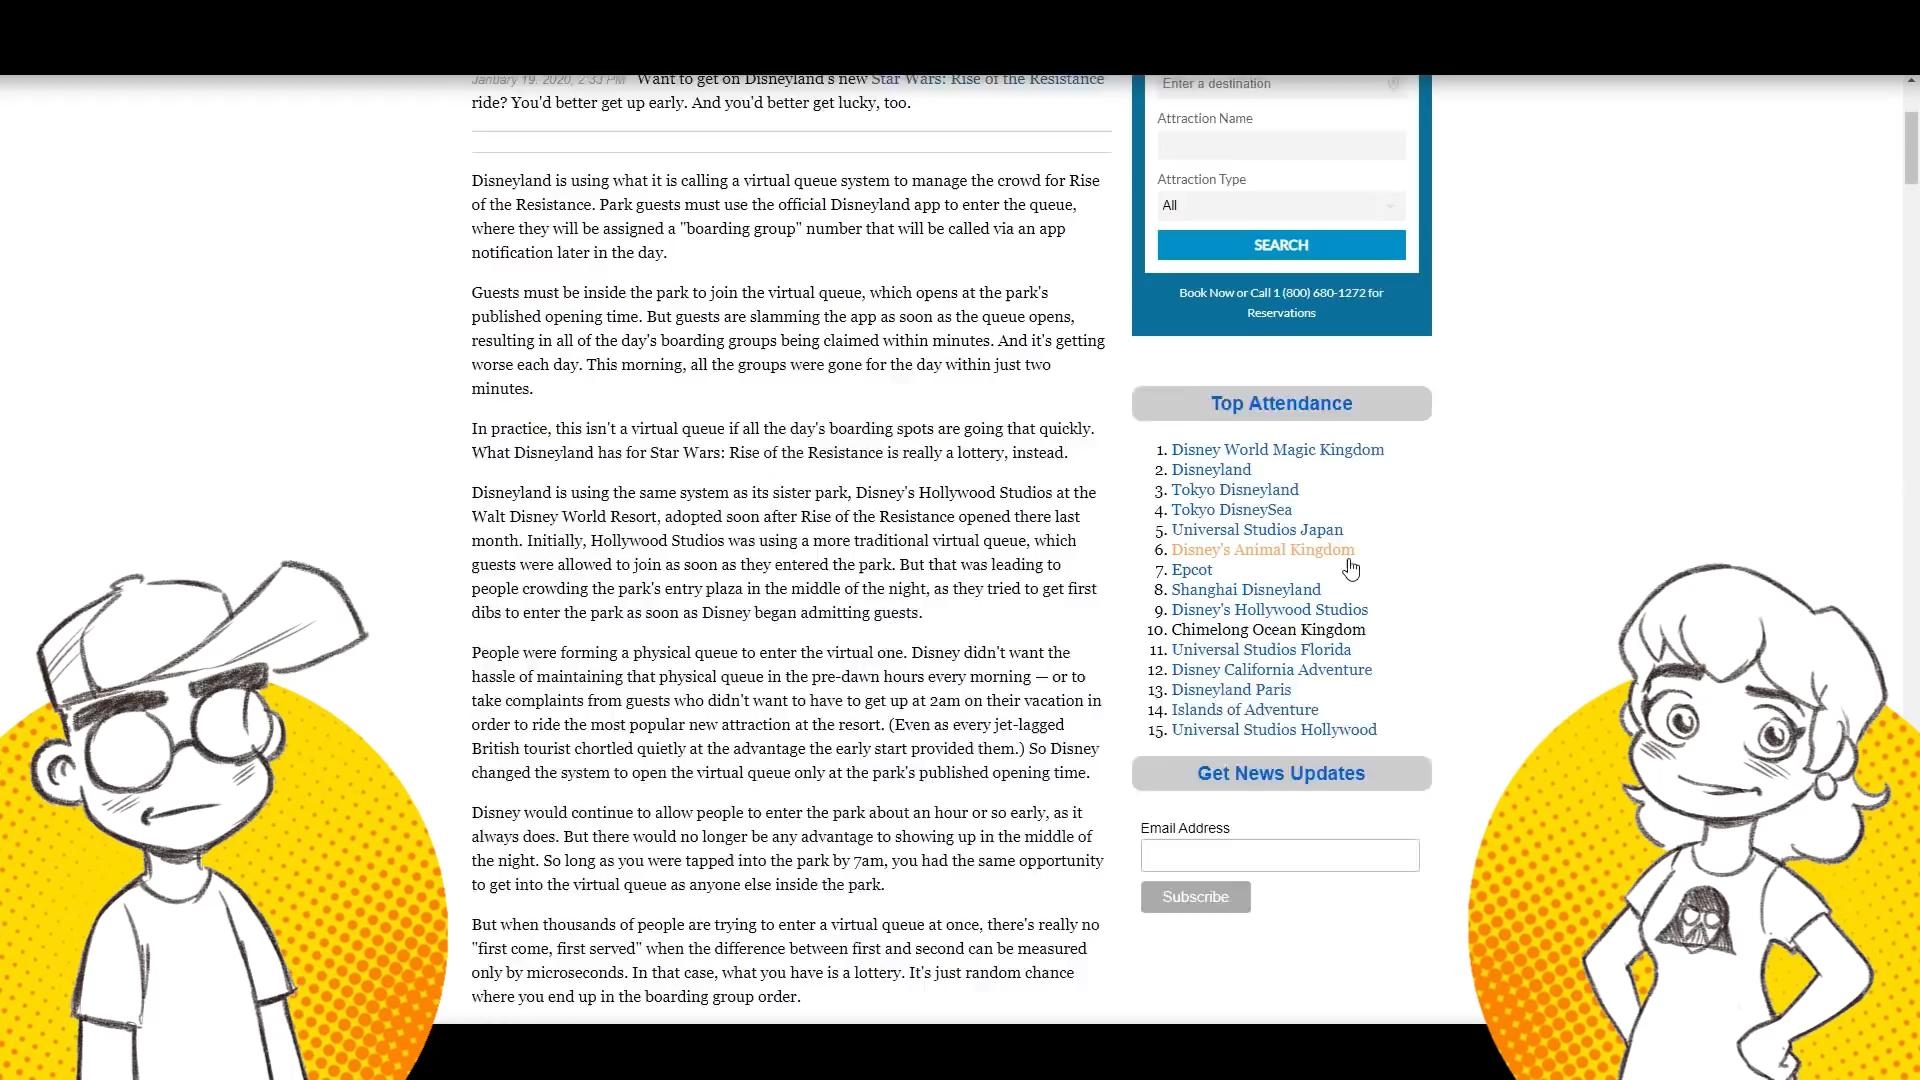 January 19, 2020, 2:33 PM Want to get on Disneyland's new Star Wars: Rise of the Resistance
ride? You'd better get up early. And you'd better get lucky, too.
Disneyland is using what it is calling a virtual queue system to manage the crowd for Rise
of the Resistance. Park guests must use the official Disneyland app to enter the queue,
where they will be assigned a "boarding group" number that will be called via an app
notification later in the day.
Guests must be inside the park to join the virtual queue, which opens at the park's
published opening time. But guests are slamming the app as soon as the queue opens,
resulting in all of the day's boarding groups being claimed within minutes. And it's getting
worse each day. This morning, all the groups were gone for the day within just two
minutes.
In practice, this isn't a virtual queue if all the day's boarding spots are going that quickly.
What Disneyland has for Star Wars: Rise of the Resistance is really a lottery, instead.
Disneyland is using the same system as its sister park, Disney's Hollywood Studios at the
Walt Disney World Resort, adopted soon after Rise of the Resistance opened there last
month. Initially, Hollywood Studios was using a more traditional virtual queue, which
guests were allowed to join as soon as they entered the park. But that was leading to
people crowding the park's entry plaza in the middle of the night, as they tried to get first
dibs to enter the park as soon as Disney began admitting guests.
People were forming a physical queue to enter the virtual one. Disney didn't want the
hassle of maintaining that physical queue in the pre-dawn hours every morning — or to
take complaints from guests who didn't want to have to get up at 2am on their vacation in
order to ride the most popular new attraction at the resort. (Even as every jet-lagged
British tourist chortled quietly at the advantage the early start provided them.) So Disney
changed the system to open the virtual queue only at the park's published opening time.
Disney would continue to allow people to enter the park about an hour or so early, as it
always does. But there would no longer be any advantage to showing up in the middle of
the night. So long as you were tapped into the park by 7am, you had the same opportunity
to get into the virtual queue as anyone else inside the park.
But when thousands of people are trying to enter a virtual queue at once, there's really no
"first come, first served" when the difference between first and second can be measured
only by microseconds. In that case, what you have is a lottery. It's just random chance
where you end up in the boarding group order.
Enter a destination
Attraction Name
Attraction Type
All
SEARCH
Book Now or Call 1 (800) 680-1272 for
Reservations
Top Attendance
1. Disney World Magic Kingdom
2. Disneyland
3. Tokyo Disneyland
4. Tokyo DisneySea
5. Universal Studios Japan
6. Disney's Animal Kingdom
7. Epcot
8. Shanghai Disneyland
9. Disney's Hollywood Studios
10. Chimelong Ocean Kingdom
11. Universal Studios Florida
12. Disney California Adventure
13. Disneyland Paris
14. Islands of Adventure
15. Universal Studios Hollywood
Get News Updates
Email Address
Subscribe